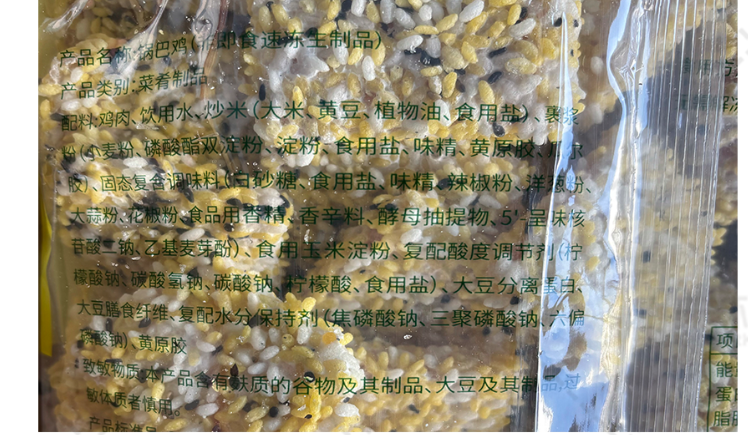 产品名称:锅巴鸡(非即食速冻生制品)
产品类别:菜肴制品
配料:鸡肉、饮用水、炒米(大米、黄豆、植物油、食用盐)、裹浆
粉(小麦粉、磷酸酯双淀粉、淀粉、食用盐、味精、黄原胶、瓜尔
胶)、固态复合调味料(白砂糖、食用盐、味精、辣椒粉、洋葱粉、
大蒜粉、花椒粉、食品用香精、香辛料、酵母抽提物、5'-呈味核
苷酸二钠、乙基麦芽酚)、食用玉米淀粉、复配酸度调节剂(柠
檬酸钠、碳酸氢钠、碳酸钠、柠檬酸、食用盐)、大豆分离蛋白、
大豆膳食纤维、复配水分保持剂(焦磷酸钠、三聚磷酸钠、六偏
磷酸钠)、黄原胶
*致敏物质:本产品含有麸质的谷物及其制品、大豆及其制品,过
敏体质者慎用。
产品标准号
项
能
蛋
脂